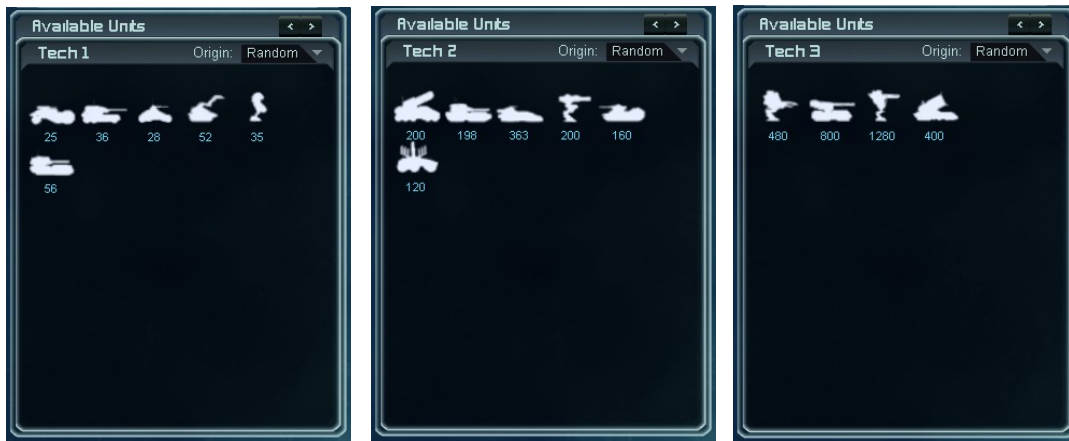 Available Units < >
Tech 1 Origin: Random
25 36 28 52 35
56
Available Units < >
Tech 2 Origin: Random
200 198 363 200 160
120
Available Units < >
Tech 3 Origin: Random
480 800 1280 400